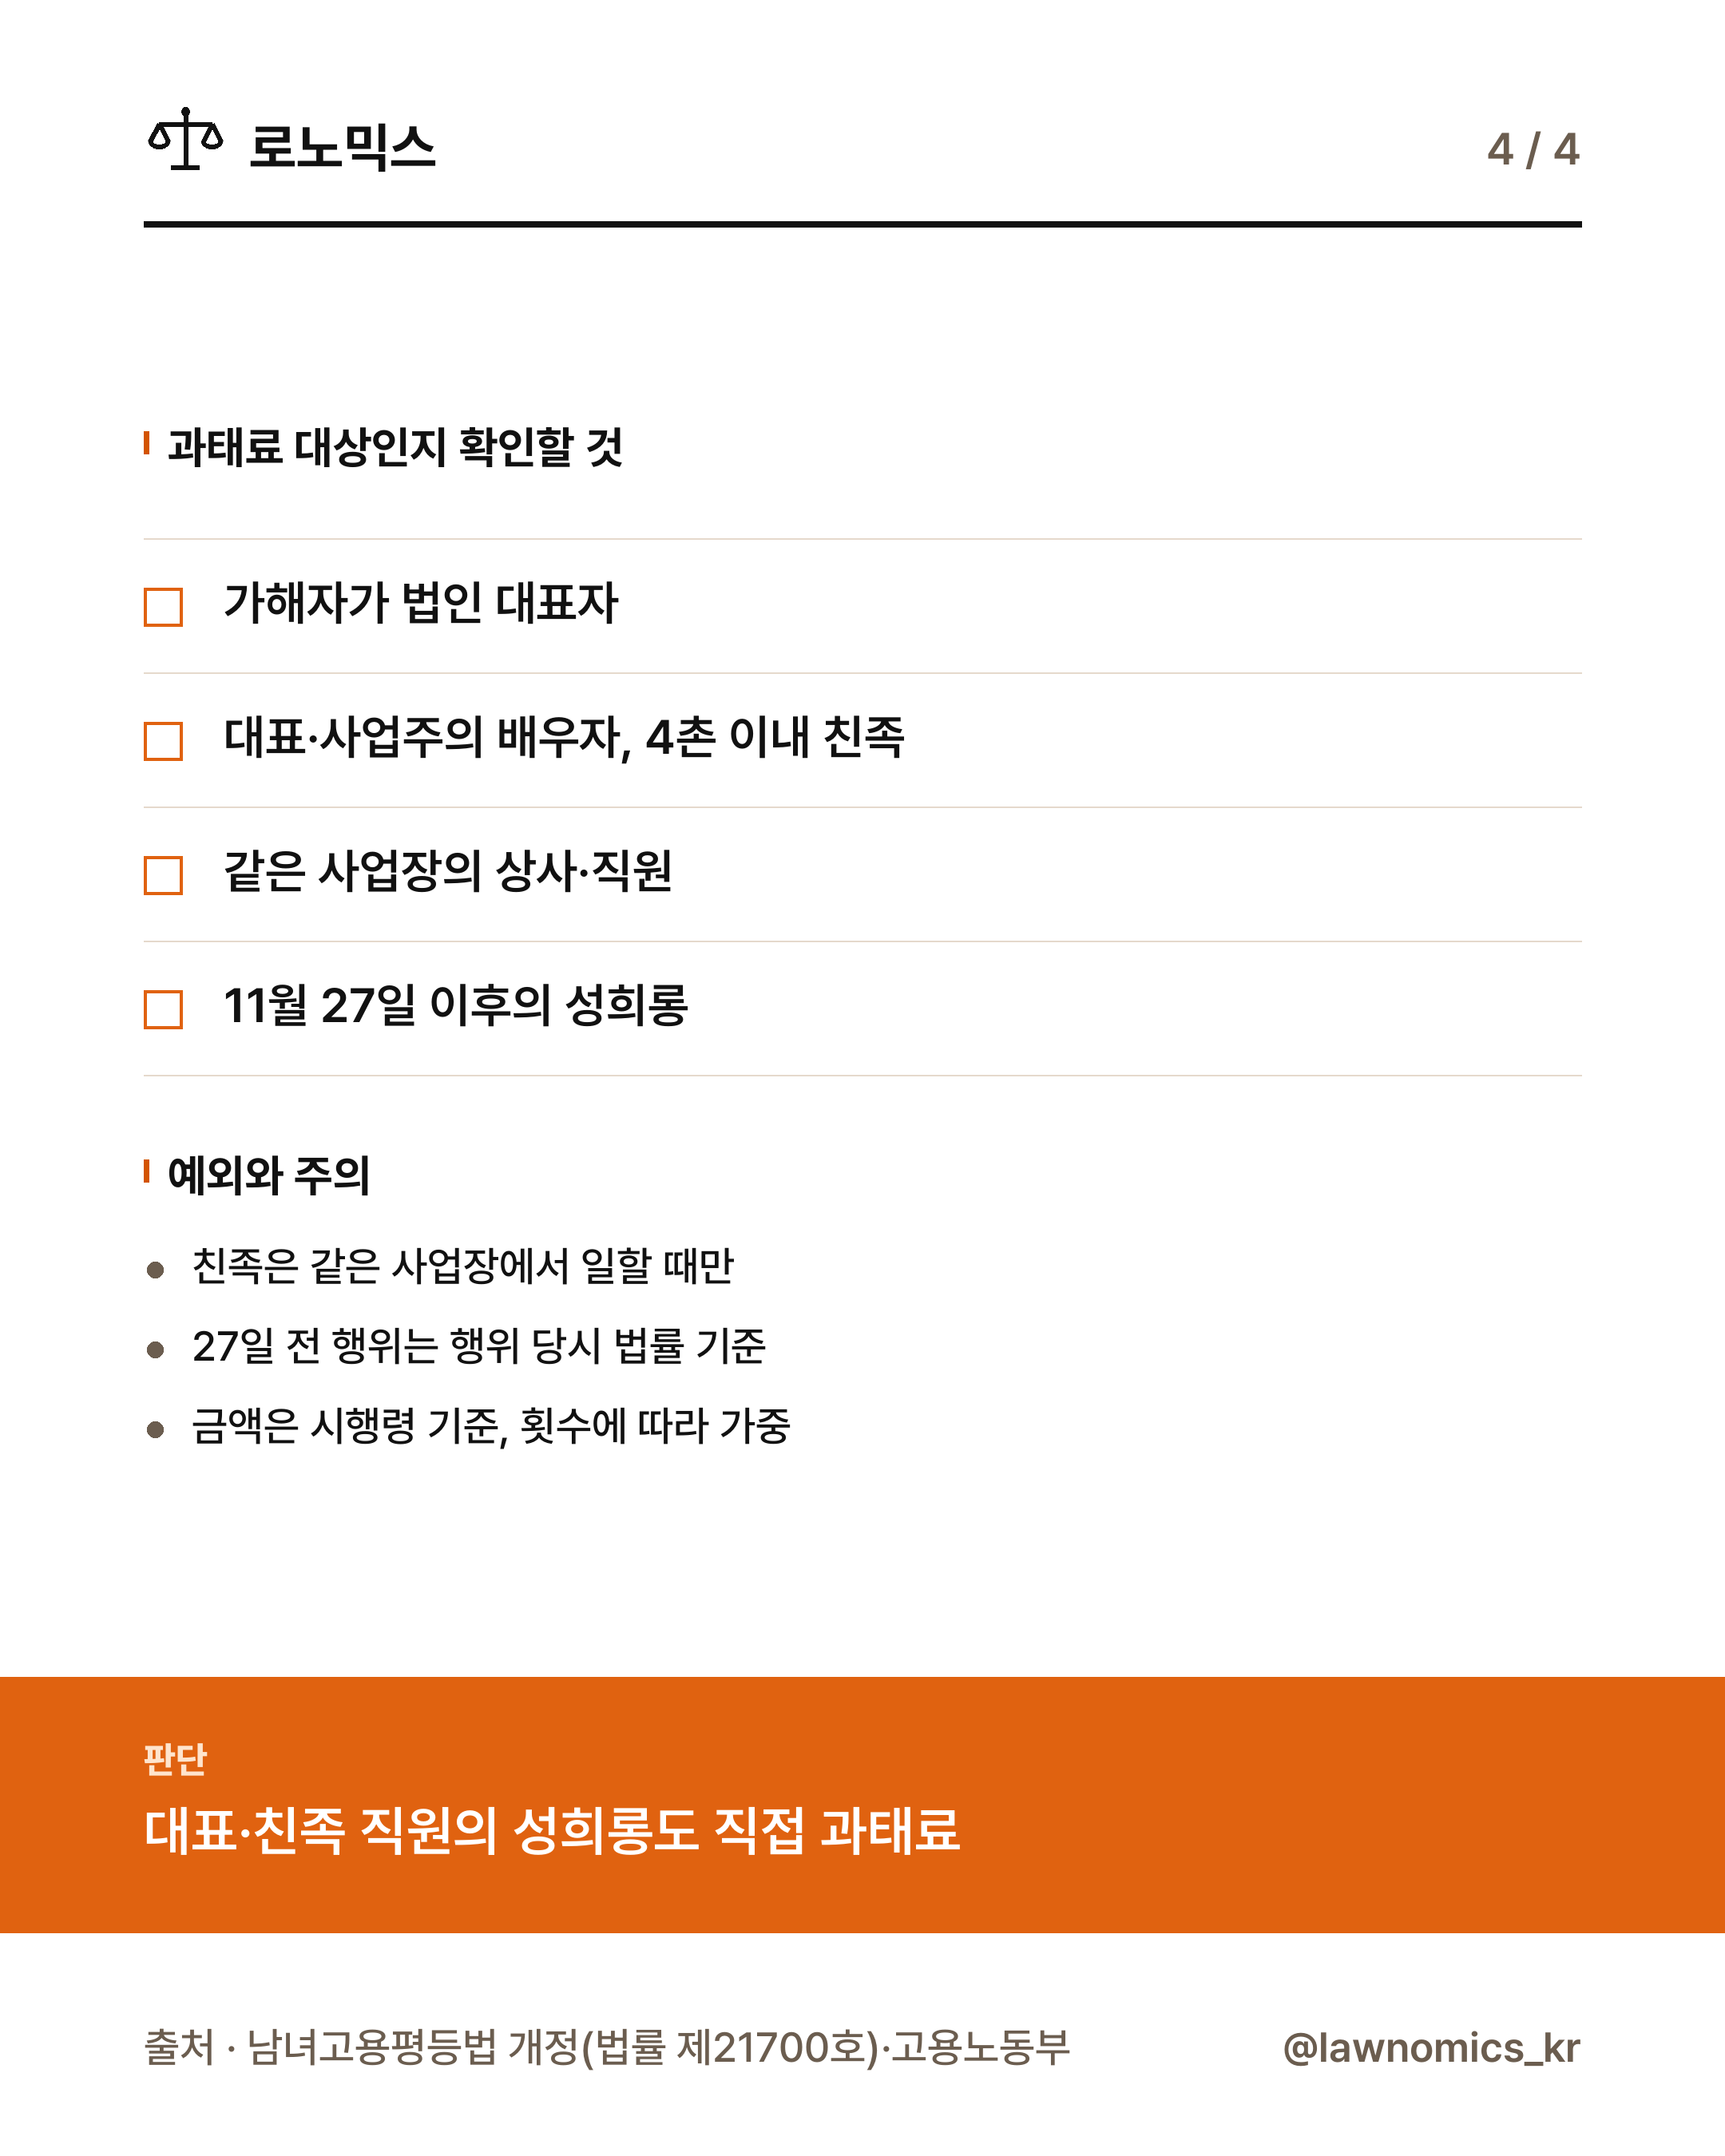 로노믹스
4 / 4
과태료 대상인지 확인할 것
가해자가 법인 대표자
대표·사업주의 배우자, 4촌 이내 친족
같은 사업장의 상사·직원
11월 27일 이후의 성희롱
예외와 주의
친족은 같은 사업장에서 일할 때만
27일 전 행위는 행위 당시 법률 기준
금액은 시행령 기준, 횟수에 따라 가중
판단
대표·친족 직원의 성희롱도 직접 과태료
출처 · 남녀고용평등법 개정(법률 제21700호)·고용노동부
@lawnomics_kr